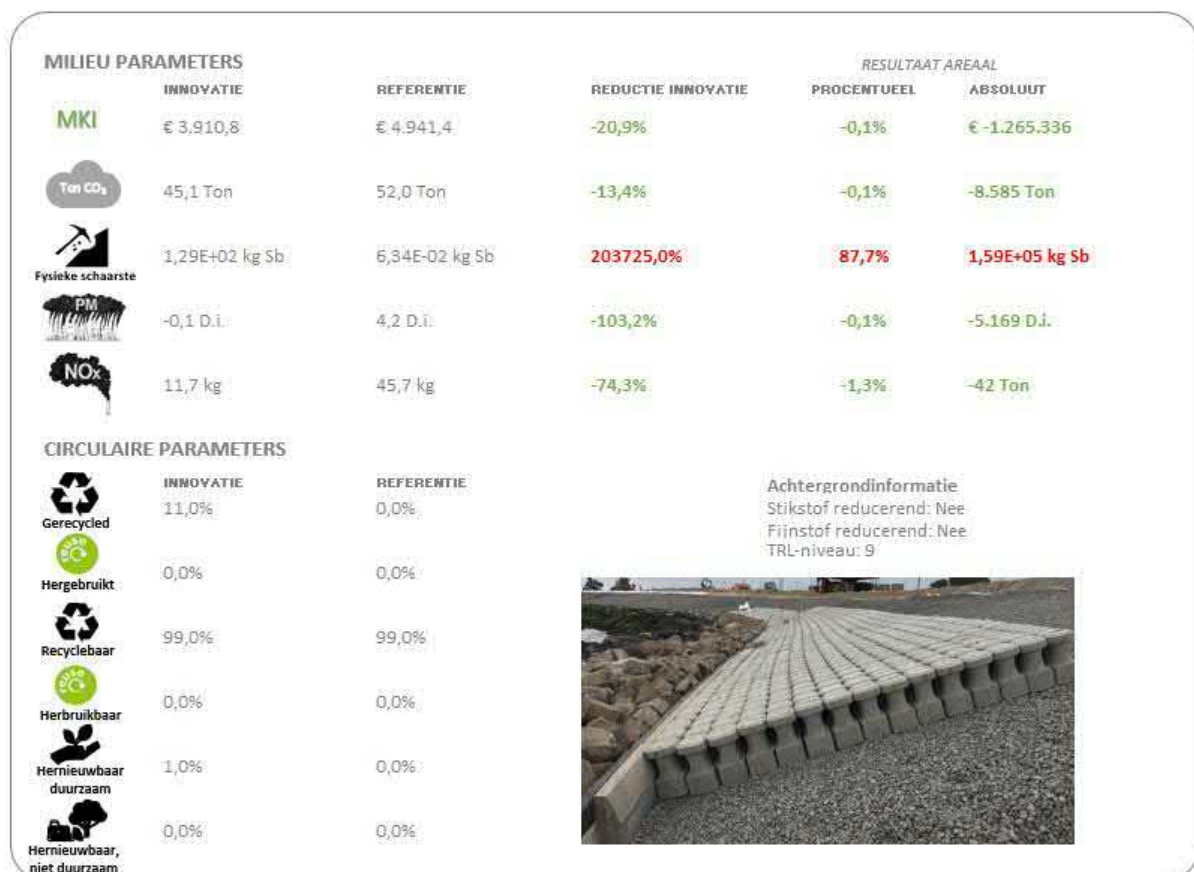 MILIEU PARAMETERS
RESULTAAT AREAAL
INNOVATIE REFERENTIE REDUCTIE INNOVATIE PROCENTUEEL ABSOLUUT
MKI € 3.910,8 € 4.941,4 -20,9% -0,1% € -1.265.336
Ton CO₂ 45,1 Ton 52,0 Ton -13,4% -0,1% -8.585 Ton
Fysieke schaarste 1,29E+02 kg Sb 6,34E-02 kg Sb 203725,0% 87,7% 1,59E+05 kg Sb
PM -0,1 D.i. 4,2 D.i. -103,2% -0,1% -5.169 D.i.
NOx 11,7 kg 45,7 kg -74,3% -1,3% -42 Ton
CIRCULAIRE PARAMETERS
INNOVATIE REFERENTIE
Gerecycled 11,0% 0,0%
reuse
Hergebruikt 0,0% 0,0%
Recyclebaar 99,0% 99,0%
reuse
Herbruikbaar 0,0% 0,0%
Hernieuwbaar 1,0% 0,0%
duurzaam
Hernieuwbaar, 0,0% 0,0%
niet duurzaam
Achtergrondinformatie
Stikstof reducerend: Nee
Fijnstof reducerend: Nee
TRL-niveau: 9